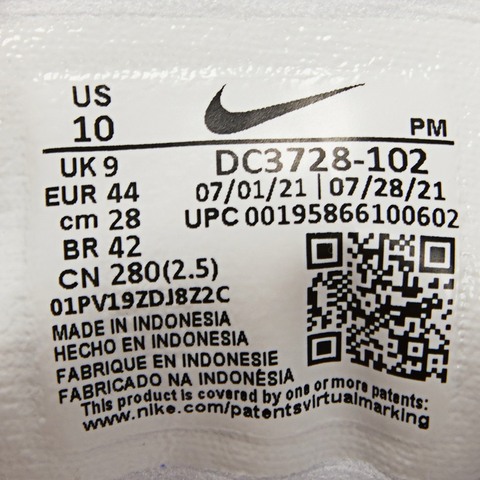 US
10
PM
UK 9
DC3728-102
EUR 44
07/01/21 | 07/28/21
cm 28
UPC 00195866100602
BR 42
CN 280(2.5)
01PV19ZDJ8Z2C
MADE IN INDONESIA
HECHO EN INDONESIA
FABRIQUE EN INDONESIE
FABRICADO NA INDONÉSIA
This product is covered by one or more patents:
www.nike.com/patentsvirtualmarking